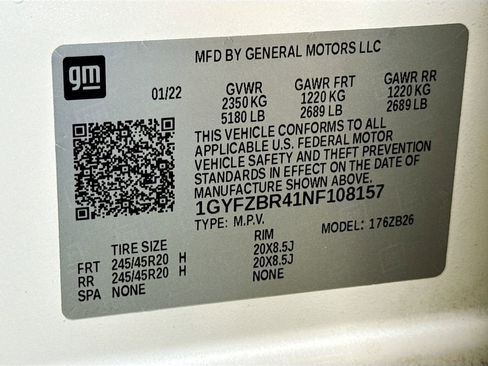 gm
MFD BY GENERAL MOTORS LLC
01/22 GVWR GAWR FRT GAWR RR
2350 KG 1220 KG 1220 KG
5180 LB 2689 LB 2689 LB
THIS VEHICLE CONFORMS TO ALL
APPLICABLE U.S. FEDERAL MOTOR
VEHICLE SAFETY AND THEFT PREVENTION
STANDARDS IN EFFECT ON THE DATE OF
MANUFACTURE SHOWN ABOVE.
1GYFZBR41NF108157
TYPE: M.P.V. MODEL: 176ZB26
TIRE SIZE RIM
FRT 245/45R20 H 20X8.5J
RR 245/45R20 H 20X8.5J
SPA NONE NONE